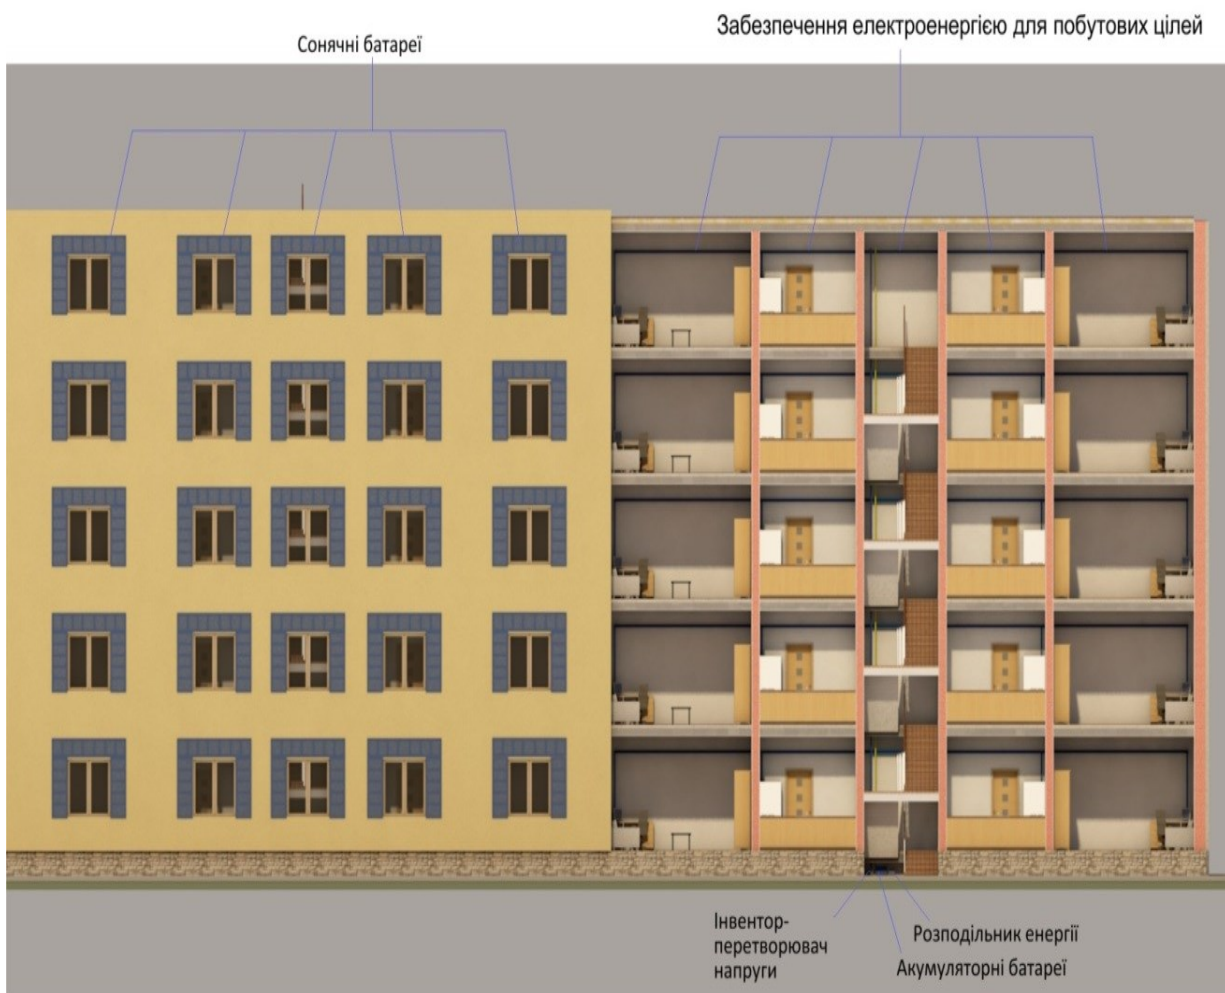 Сонячні батареї
Забезпечення електроенергією для побутових цілей
Інвентор-
перетворювач
напруги
Розподільник енергії
Акумуляторні батареї